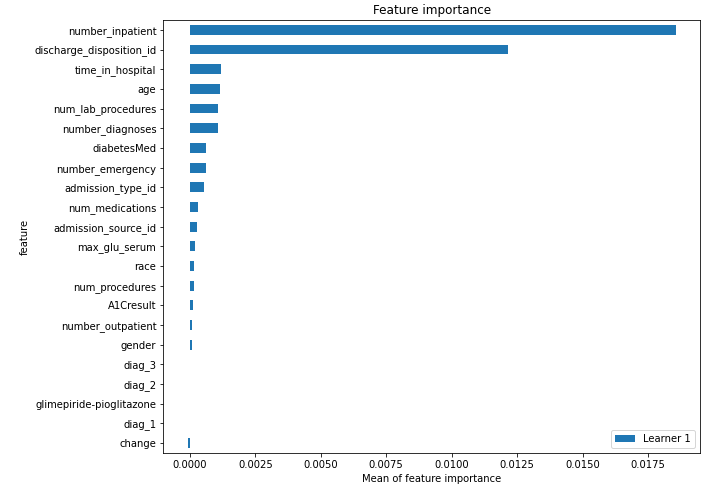 Feature importance
number_inpatient
discharge_disposition_id
time_in_hospital
age
num_lab_procedures
number_diagnoses
diabetesMed
number_emergency
admission_type_id
num_medications
admission_source_id
max_glu_serum
race
num_procedures
A1Cresult
number_outpatient
gender
diag_3
diag_2
glimepiride-pioglitazone
diag_1
change
feature
Learner 1
0.0000 0.0025 0.0050 0.0075 0.0100 0.0125 0.0150 0.0175
Mean of feature importance